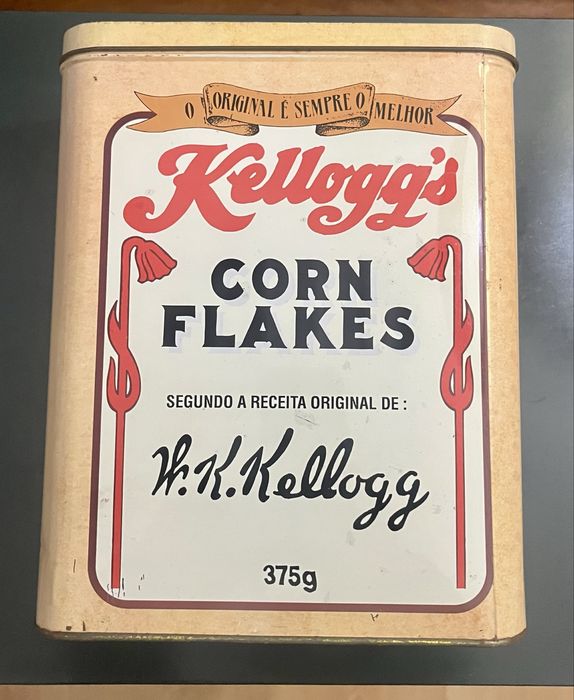 O ORIGINAL É SEMPRE O MELHOR
Kellogg's
CORN
FLAKES
SEGUNDO A RECEITA ORIGINAL DE :
W.K.Kellogg
375g